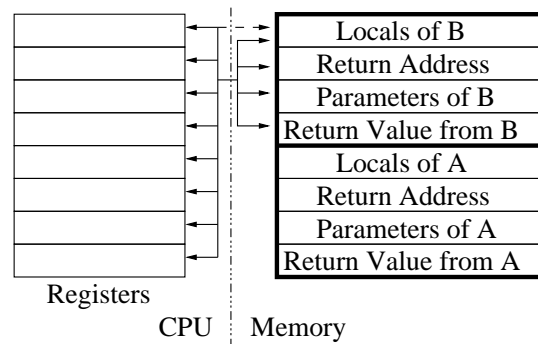 Locals of B
Return Address
Parameters of B
Return Value from B
Locals of A
Return Address
Parameters of A
Return Value from A
Registers
CPU
Memory